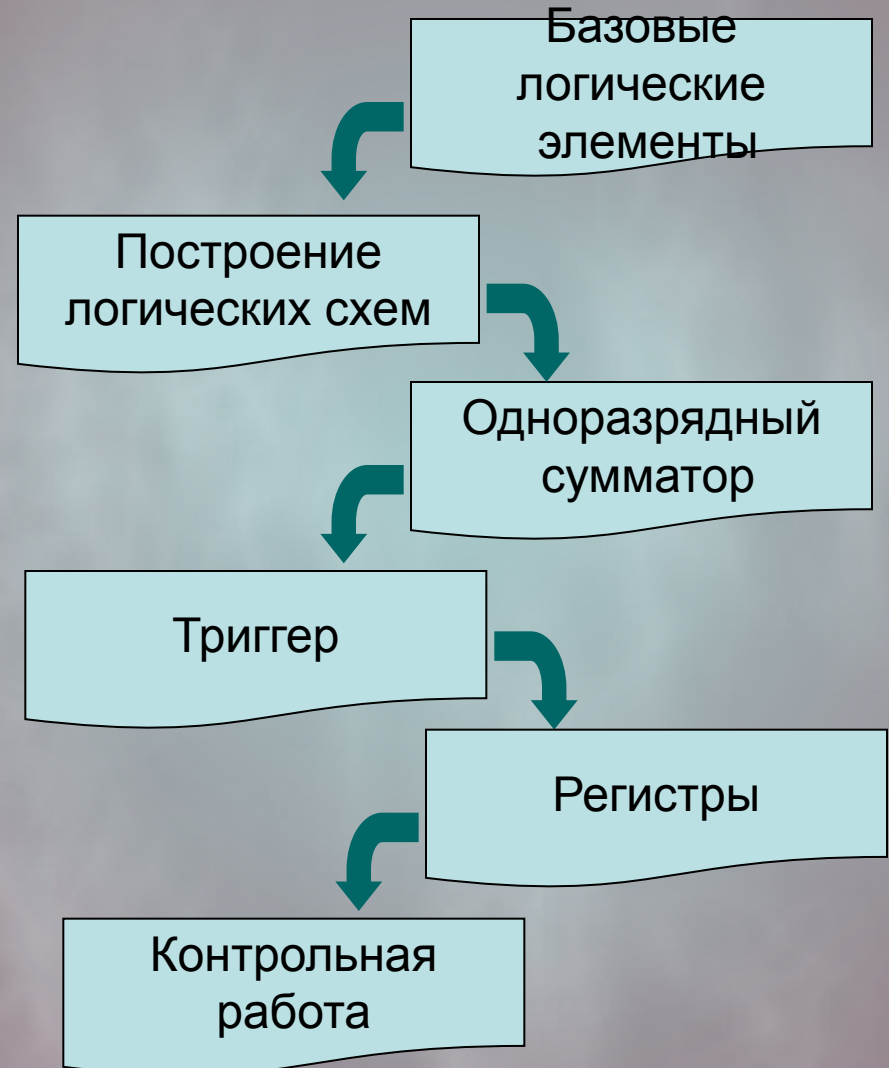 Базовые
логические
элементы
Построение
логических схем
Одноразрядный
сумматор
Триггер
Регистры
Контрольная
работа